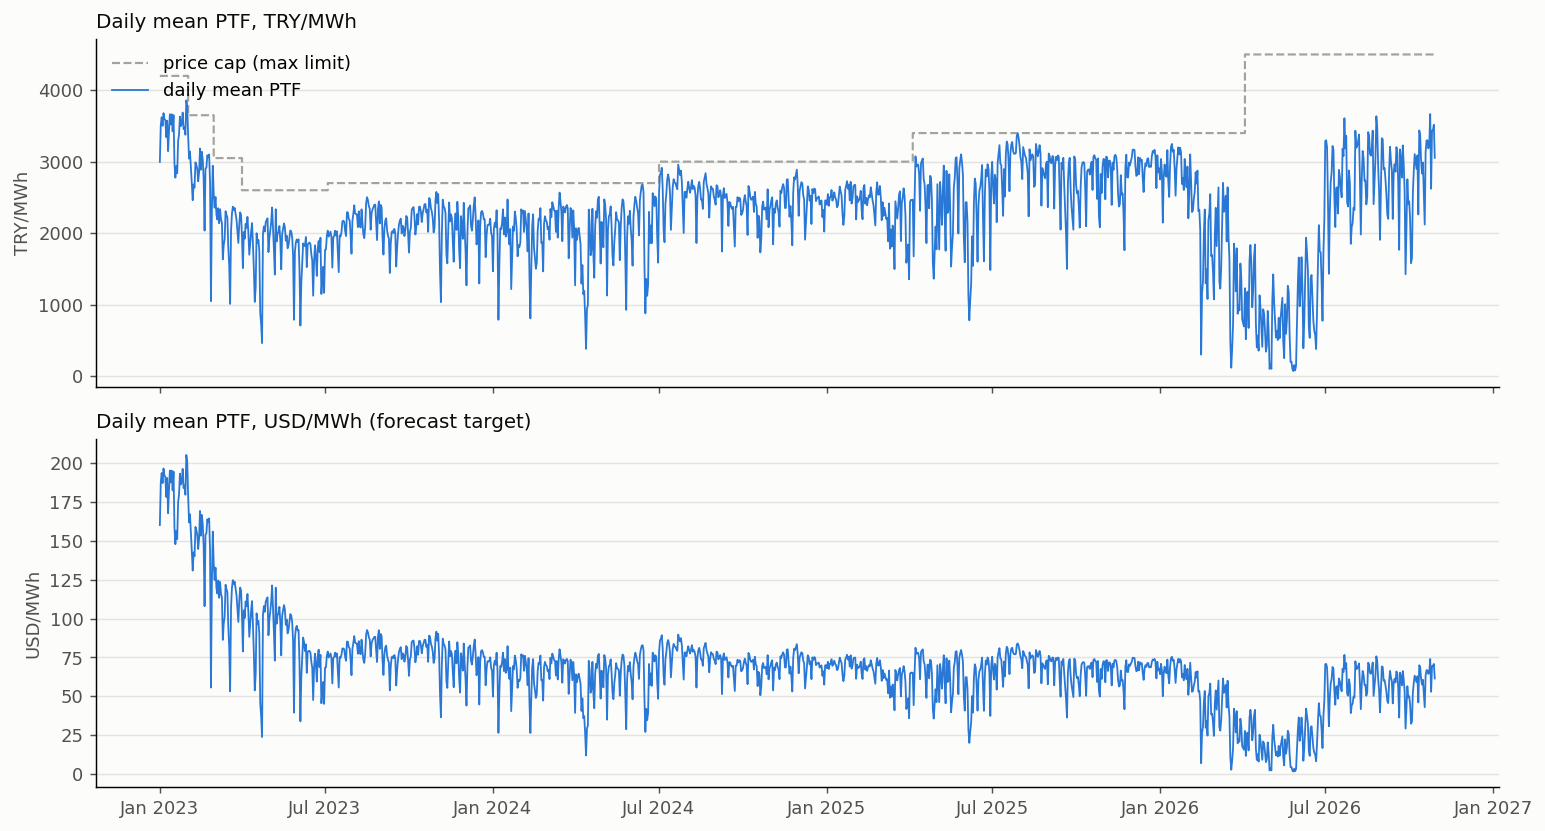 Daily mean PTF, TRY/MWh
price cap (max limit)
daily mean PTF
TRY/MWh
4000
3000
2000
1000
0
Daily mean PTF, USD/MWh (forecast target)
USD/MWh
200
175
150
125
100
75
50
25
0
Jan 2023 Jul 2023 Jan 2024 Jul 2024 Jan 2025 Jul 2025 Jan 2026 Jul 2026 Jan 2027